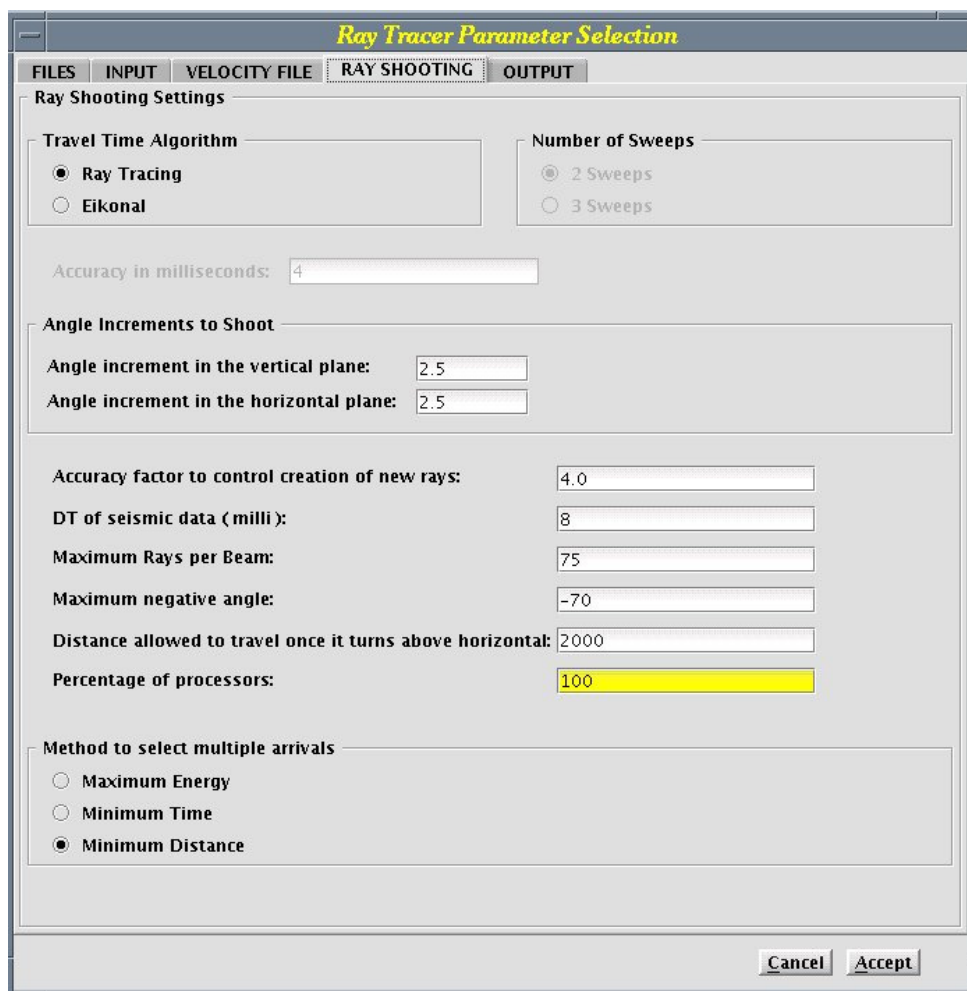 Ray Tracer Parameter Selection
FILES INPUT VELOCITY FILE RAY SHOOTING OUTPUT
Ray Shooting Settings
Travel Time Algorithm
Ray Tracing
Eikonal
Number of Sweeps
2 Sweeps
3 Sweeps
Accuracy in milliseconds: 4
Angle Increments to Shoot
Angle increment in the vertical plane: 2.5
Angle increment in the horizontal plane: 2.5
Accuracy factor to control creation of new rays: 4.0
DT of seismic data ( milli ): 8
Maximum Rays per Beam: 75
Maximum negative angle: -70
Distance allowed to travel once it turns above horizontal: 2000
Percentage of processors: 100
Method to select multiple arrivals
Maximum Energy
Minimum Time
Minimum Distance
Cancel Accept